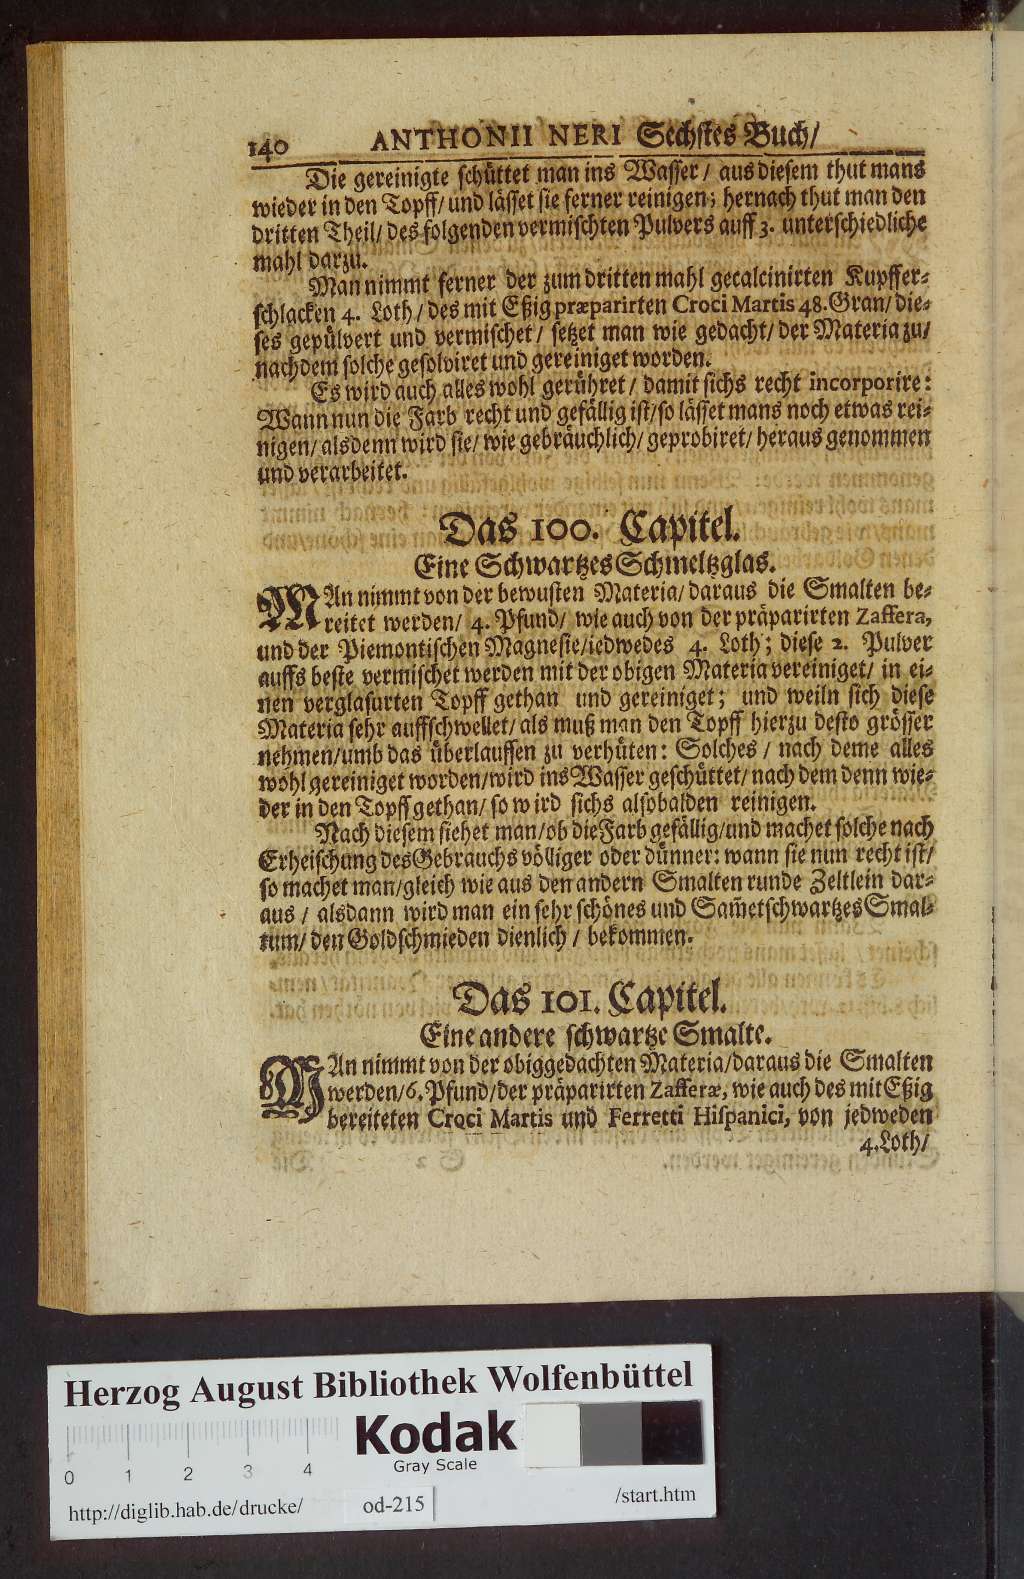 140 ANTHONII NERI Sechstes Buch/
Die gereinigte schüttet man ins Wasser / aus diesem thut mans
wieder in den Topff/ und lässet sie ferner reinigen; hernach thut man den
dritten Theil/ des folgenden vermischten Pulvers auff 3. unterschiedliche
mahl darzu.
Man nimmt ferner der zum dritten mahl gecalcinirten Kupffer-
schlacken 4. Loth/ des mit Eßig præparirten Croci Martis 48. Gran/ die-
ses gepülvert und vermischet/ setzet man wie gedacht/ der Materia zu/
nachdem solche gesolviret und gereiniget worden.
Es wird auch alles wohl gerühret/ damit sichs recht incorporire:
Wann nun die Farb recht und gefällig ist/ so lässet mans noch etwas rei-
nigen/ alsdenn wird sie/ wie gebräuchlich/ geprobiret/ heraus genommen
und verarbeitet.
Das 100. Capitel.
Eine Schwartzes Schmeltzglas.
MAn nimmt von der bewusten Materia/ daraus die Smalten be-
reitet werden/ 4. Pfund/ wie auch von der präparirten Zaffera,
und der Piemontischen Magnesie/ iedwedes 4. Loth; diese 2. Pulver
auffs beste vermischet werden mit der obigen Materia vereiniget/ in ei-
nen verglasurten Topff gethan und gereiniget; und weiln sich diese
Materia sehr auffschwellet/ als muß man den Topff hierzu desto grösser
nehmen/ umb das überlauffen zu verhüten: Solches / nach deme alles
wohl gereiniget worden/ wird ins Wasser geschüttet/ nach dem denn wie-
der in den Topff gethan/ so wird sichs alsobalden reinigen.
Nach diesem siehet man/ ob die Farb gefällig/ und machet solche nach
Erheischung des Gebrauchs völliger oder dünner: wann sie nun recht ist/
so machet man/ gleich wie aus den andern Smalten runde Zeltlein dar-
aus / alsdann wird man ein sehr schönes und Sam̃etschwartzes Smal-
tum/ den Goldschmieden dienlich / bekommen.
Das 101. Capitel.
Eine andere schwartze Smalte.
MAn nimmt von der obiggedachten Materia/ daraus die Smalten
werden/ 6. Pfund/ der präparirten Zafferæ, wie auch des mit Eßig
bereiteten Croci Martis und Ferretti Hispanici, von jedweden
4. Loth/
Herzog August Bibliothek Wolfenbüttel
Kodak
Gray Scale
0 1 2 3 4
http://diglib.hab.de/drucke/ od-215 /start.htm